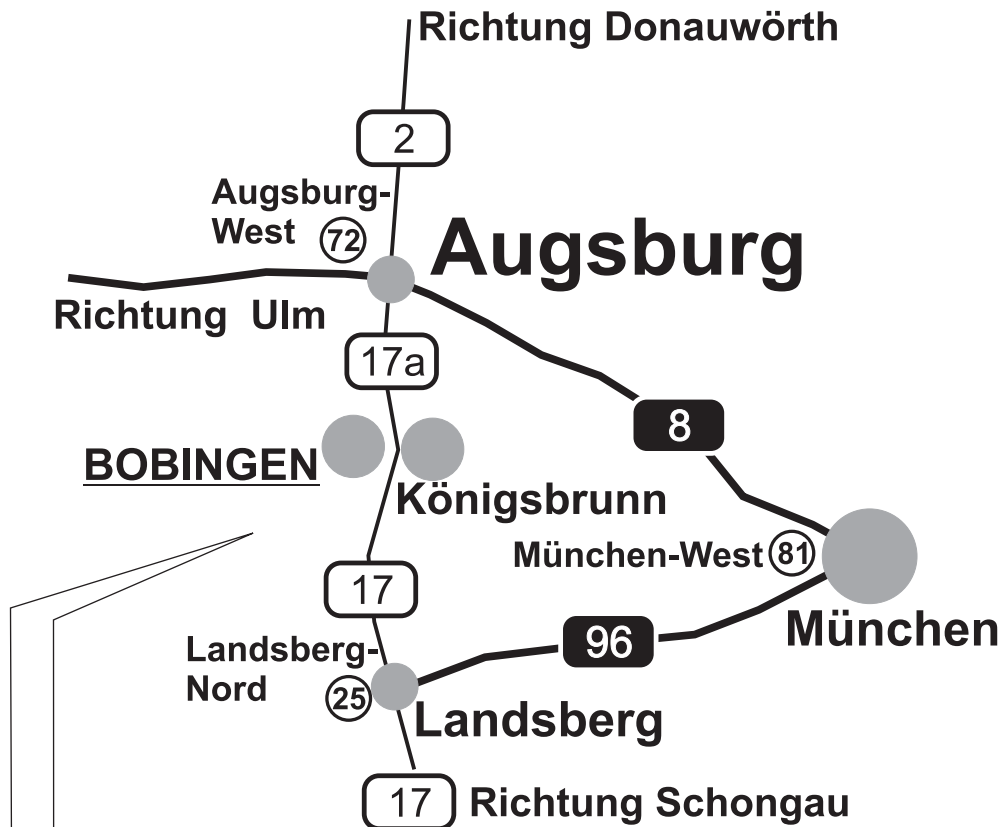 Richtung Donauwörth
2
Augsburg-
West 72
Augsburg
Richtung Ulm
17a
8
BOBINGEN
Königsbrunn
München-West 81
17
96
München
Landsberg-
Nord 25
Landsberg
17 Richtung Schongau